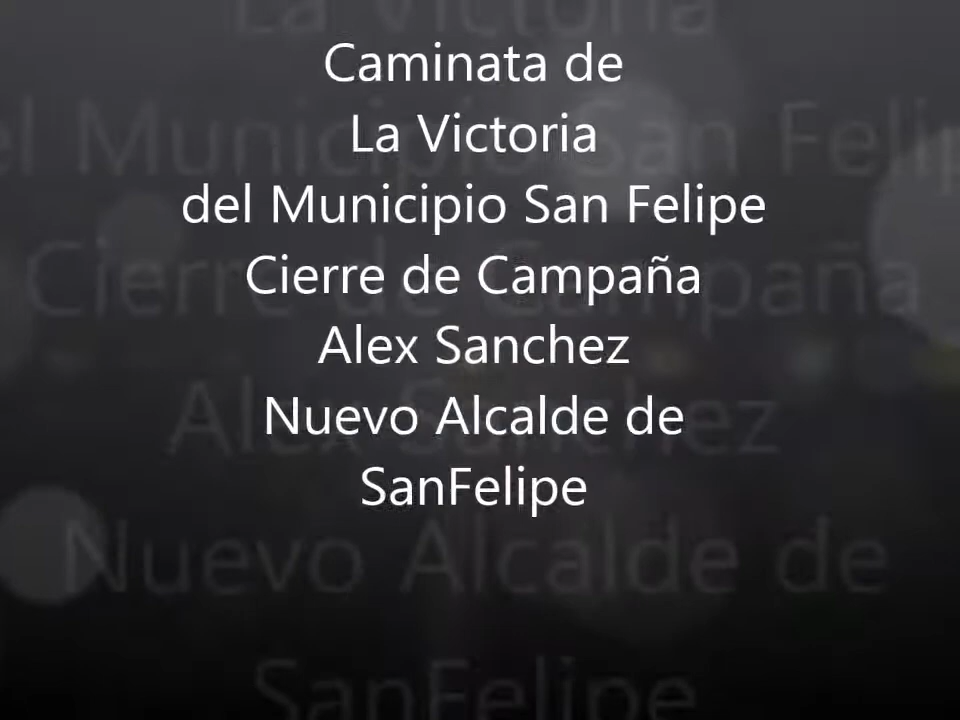 Caminata de
La Victoria
del Municipio San Felipe
Cierre de Campaña
Alex Sanchez
Nuevo Alcalde de
SanFelipe